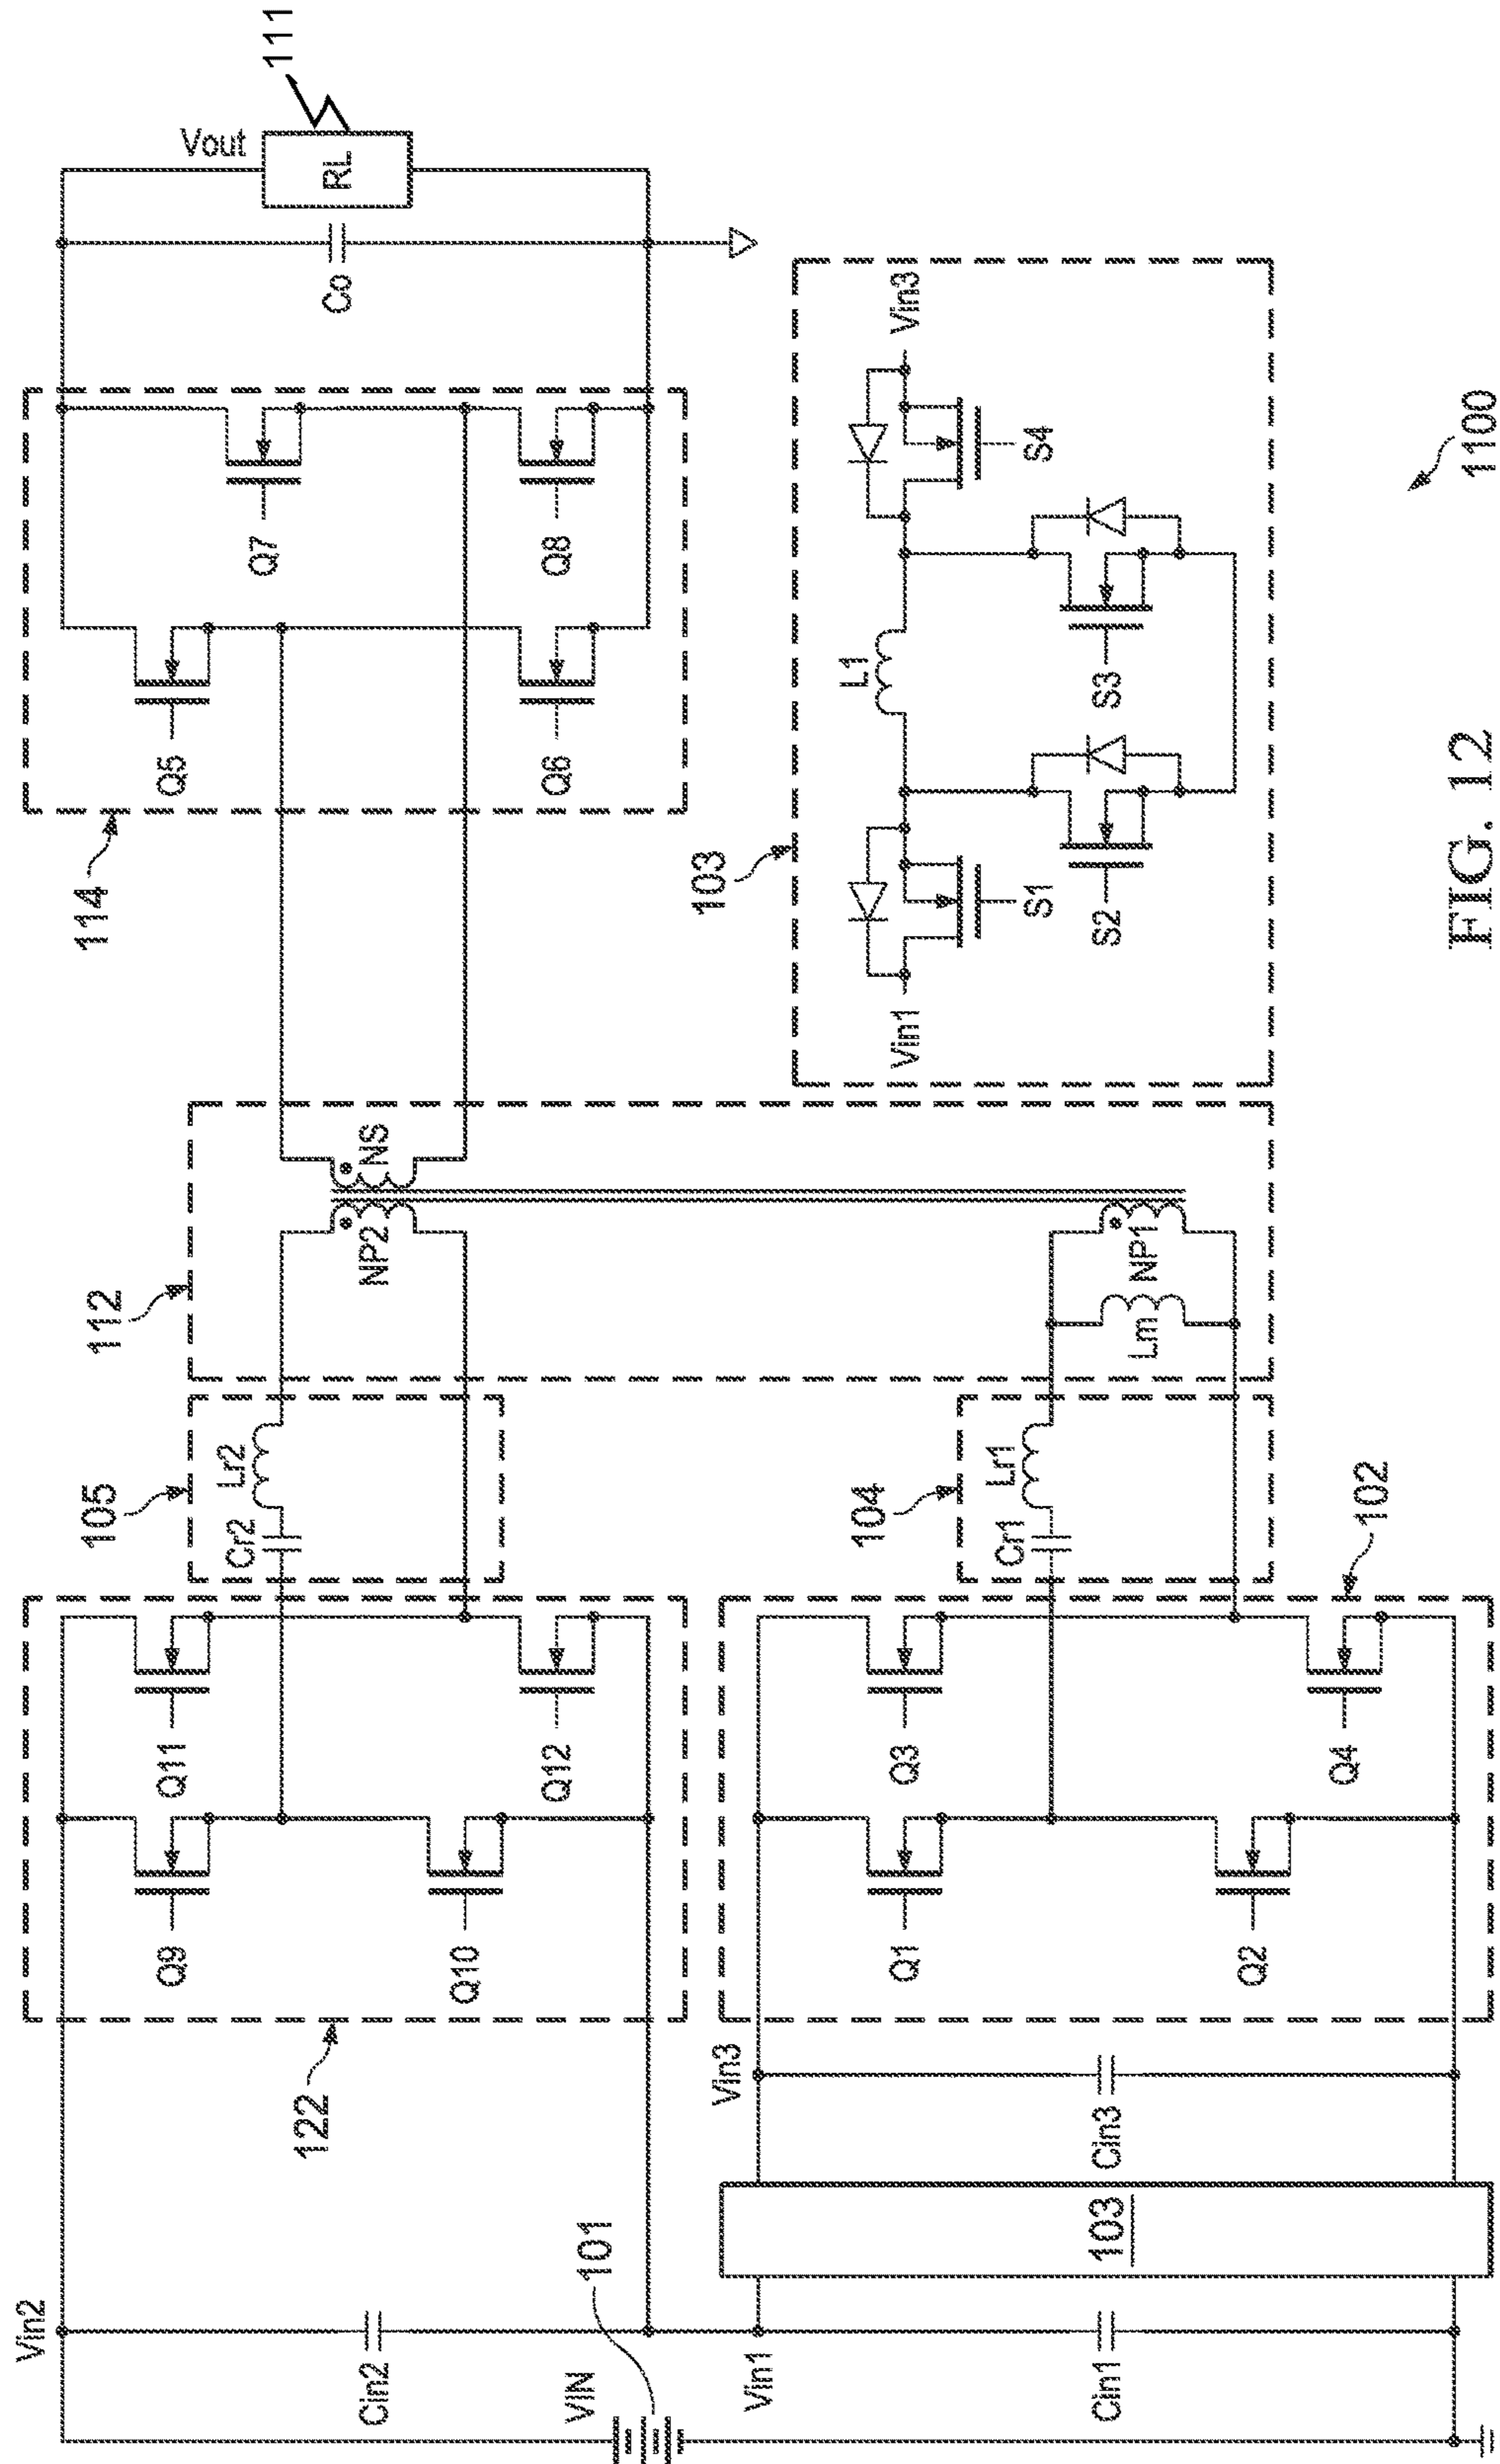 Vin2
Cin2
VIN
101
Vin1
Cin1
103
Vin3
Cin3
122
Q9
Q10
Q11
Q12
Q1
Q2
Q3
Q4
102
105
Cr2
Lr2
104
Cr1
Lr1
112
NP2
NS
Lm
NP1
114
Q5
Q6
Q7
Q8
Co
Vout
RL
111
103
Vin1
S1
S2
L1
S3
S4
Vin3
1100
FIG. 12